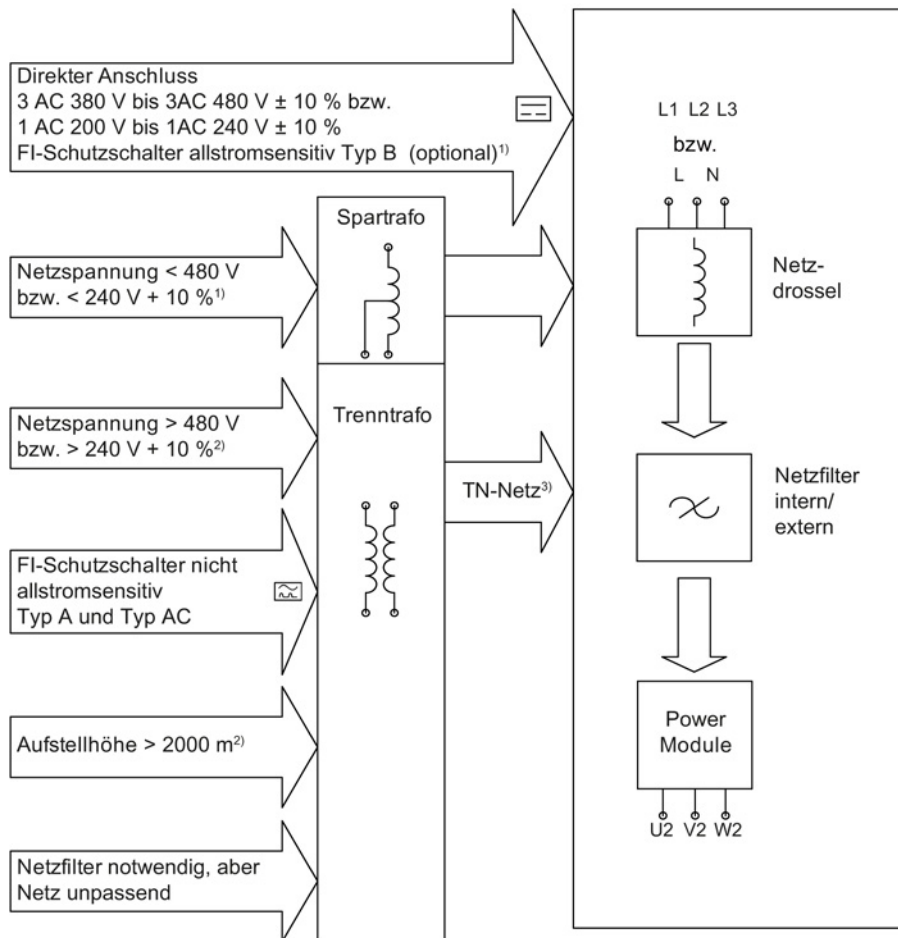 Direkter Anschluss
3 AC 380 V bis 3AC 480 V ± 10 % bzw.
1 AC 200 V bis 1AC 240 V ± 10 %
FI-Schutzschalter allstromsensitiv Typ B (optional)¹⁾
Netzspannung < 480 V
bzw. < 240 V + 10 %¹⁾
Netzspannung > 480 V
bzw. > 240 V + 10 %²⁾
FI-Schutzschalter nicht
allstromsensitiv
Typ A und Typ AC
Aufstellhöhe > 2000 m²⁾
Netzfilter notwendig, aber
Netz unpassend
Spartrafo
Trenntrafo
TN-Netz³⁾
L1 L2 L3
bzw.
L N
Netz-
drossel
Netzfilter
intern/
extern
Power
Module
U2 V2 W2